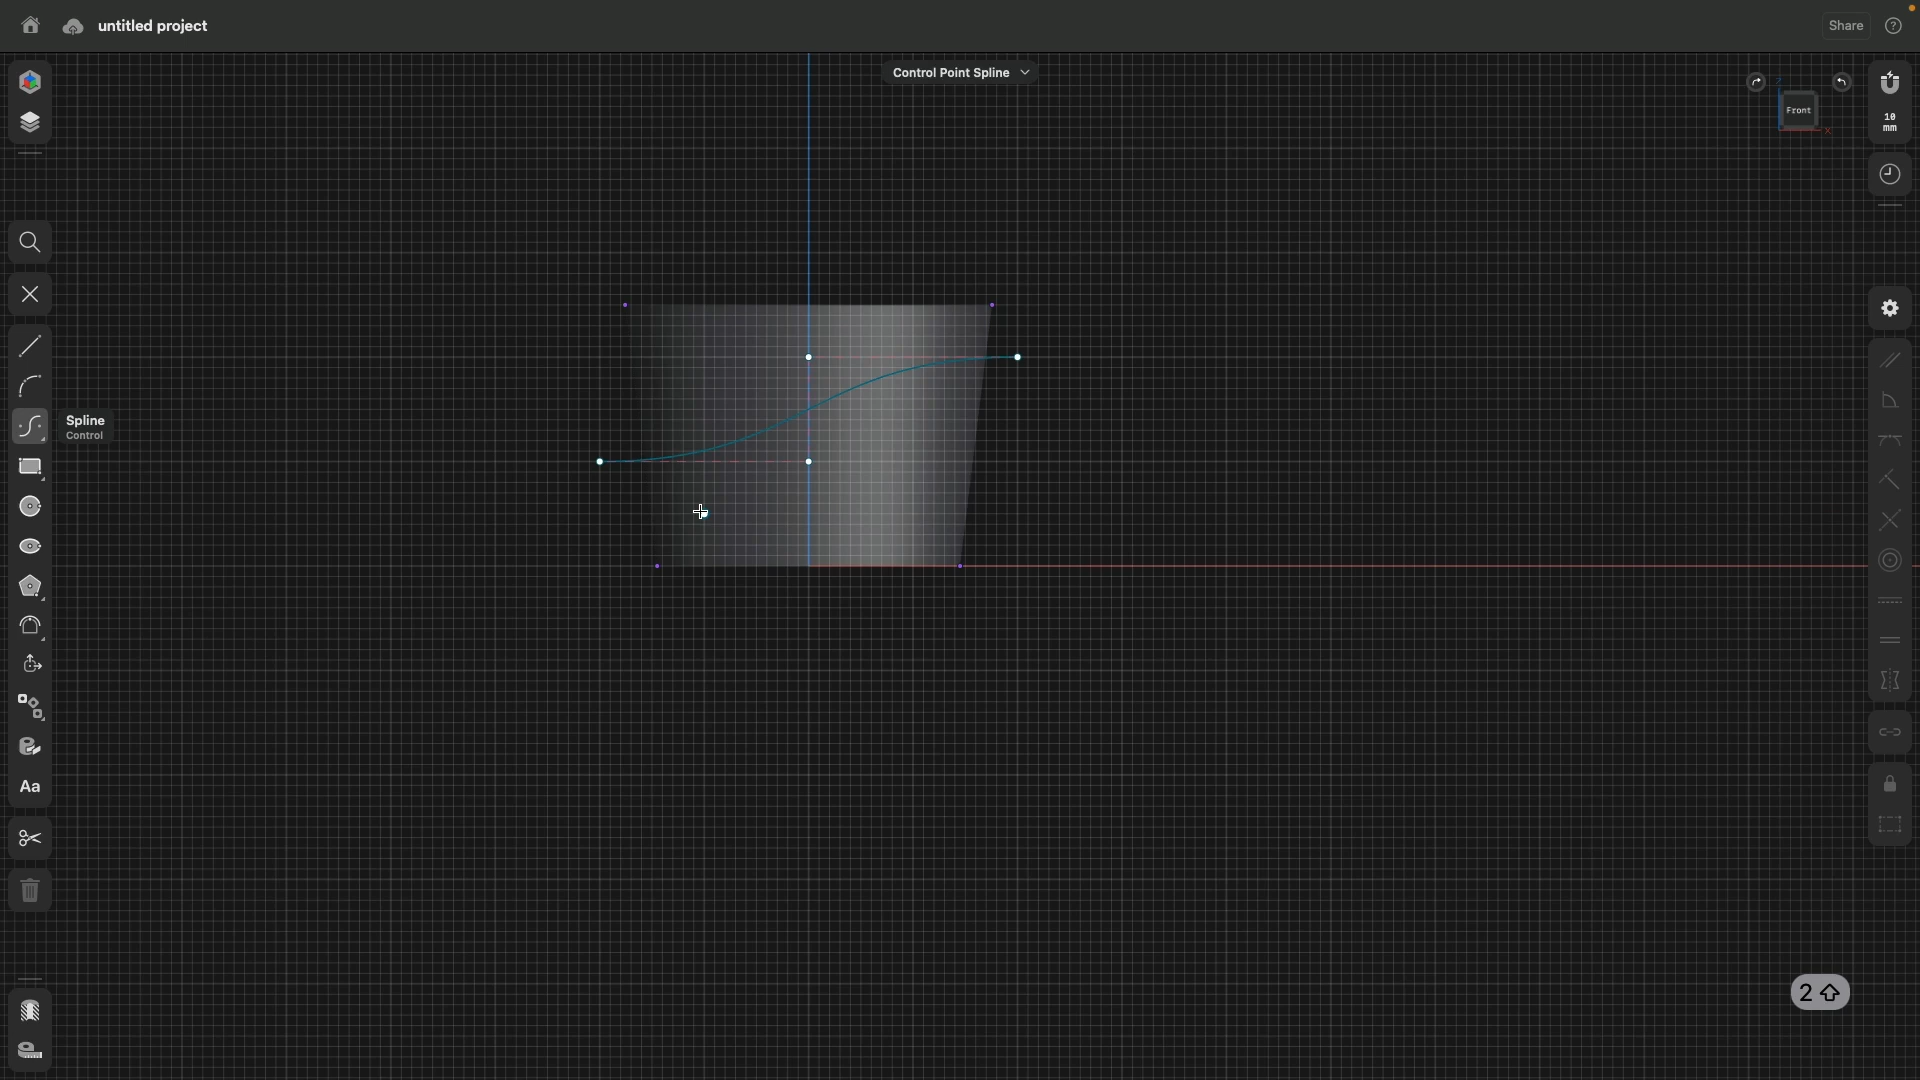 untitled project
Share
Control Point Spline
Z
Front
X
10
mm
Spline
Control
Aa
2